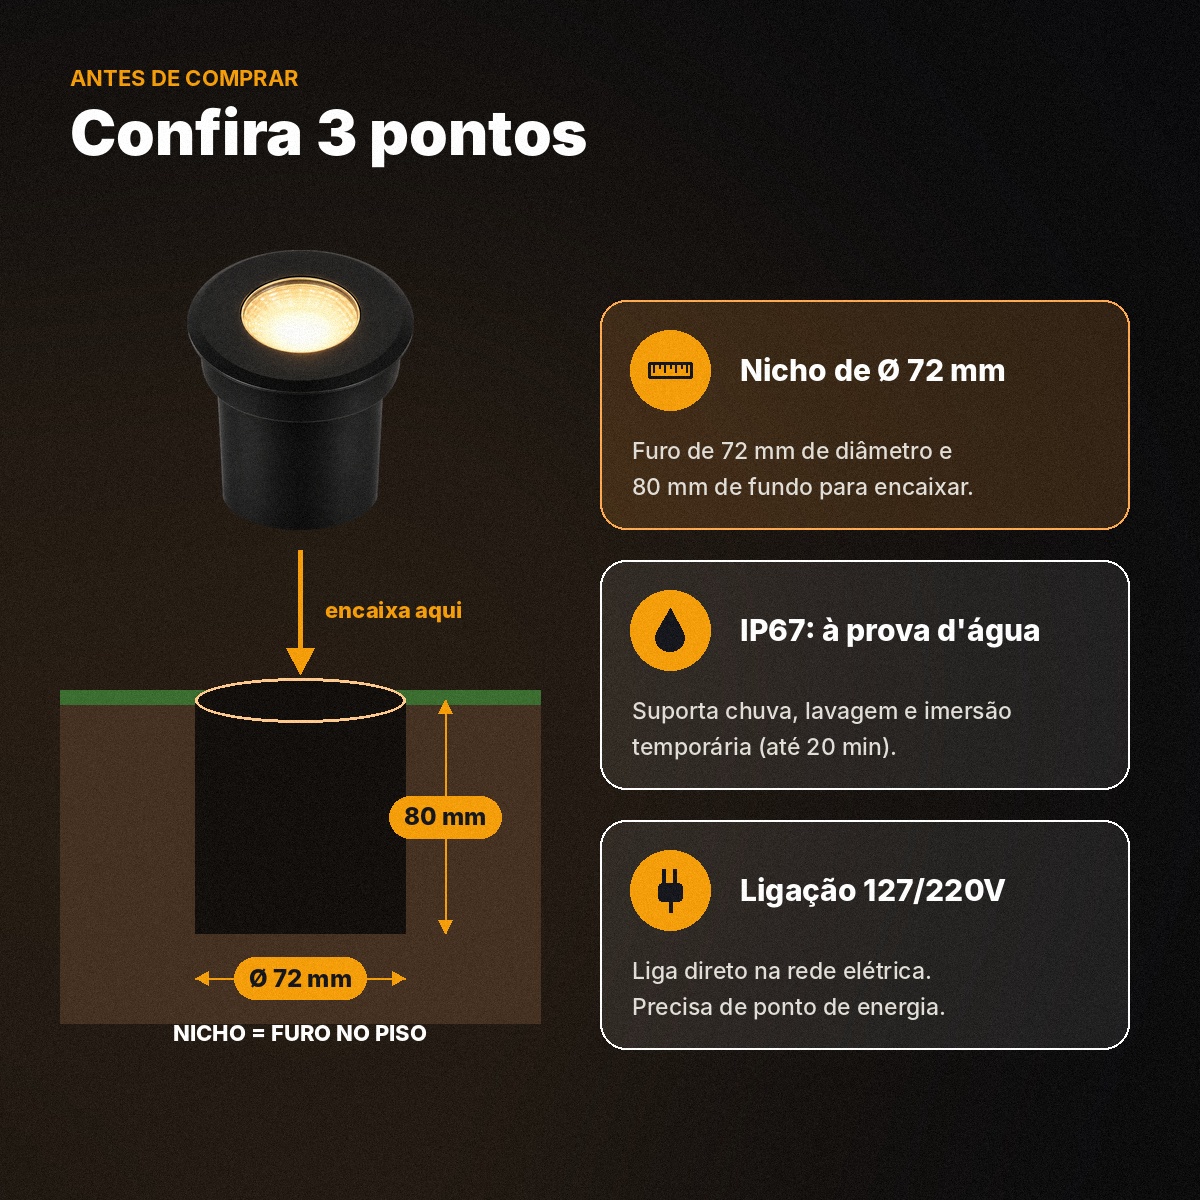 ANTES DE COMPRAR
Confira 3 pontos
encaixa aqui
80 mm
Ø 72 mm
NICHO = FURO NO PISO
Nicho de Ø 72 mm
Furo de 72 mm de diâmetro e
80 mm de fundo para encaixar.
IP67: à prova d'água
Suporta chuva, lavagem e imersão
temporária (até 20 min).
Ligação 127/220V
Liga direto na rede elétrica.
Precisa de ponto de energia.